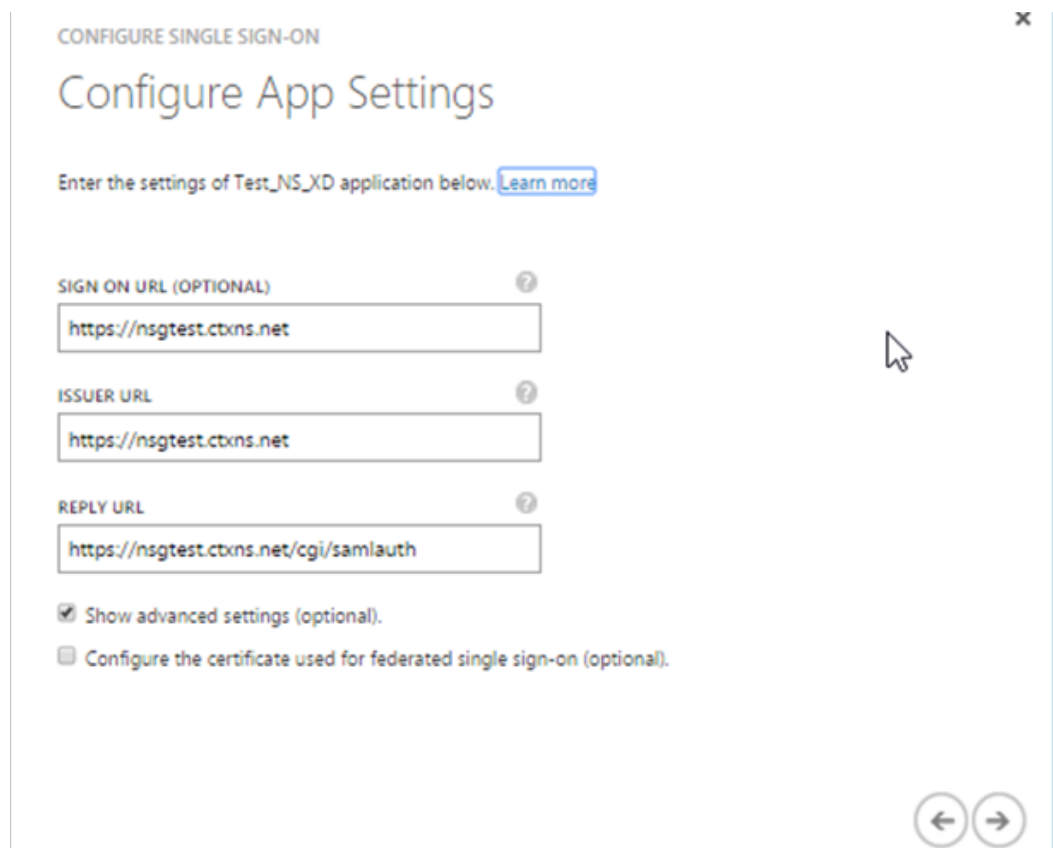 CONFIGURE SINGLE SIGN-ON
Configure App Settings
Enter the settings of Test_NS_XD application below. Learn more
SIGN ON URL (OPTIONAL)
https://nsgtest.ctxns.net
ISSUER URL
https://nsgtest.ctxns.net
REPLY URL
https://nsgtest.ctxns.net/cgi/samlauth
Show advanced settings (optional).
Configure the certificate used for federated single sign-on (optional).